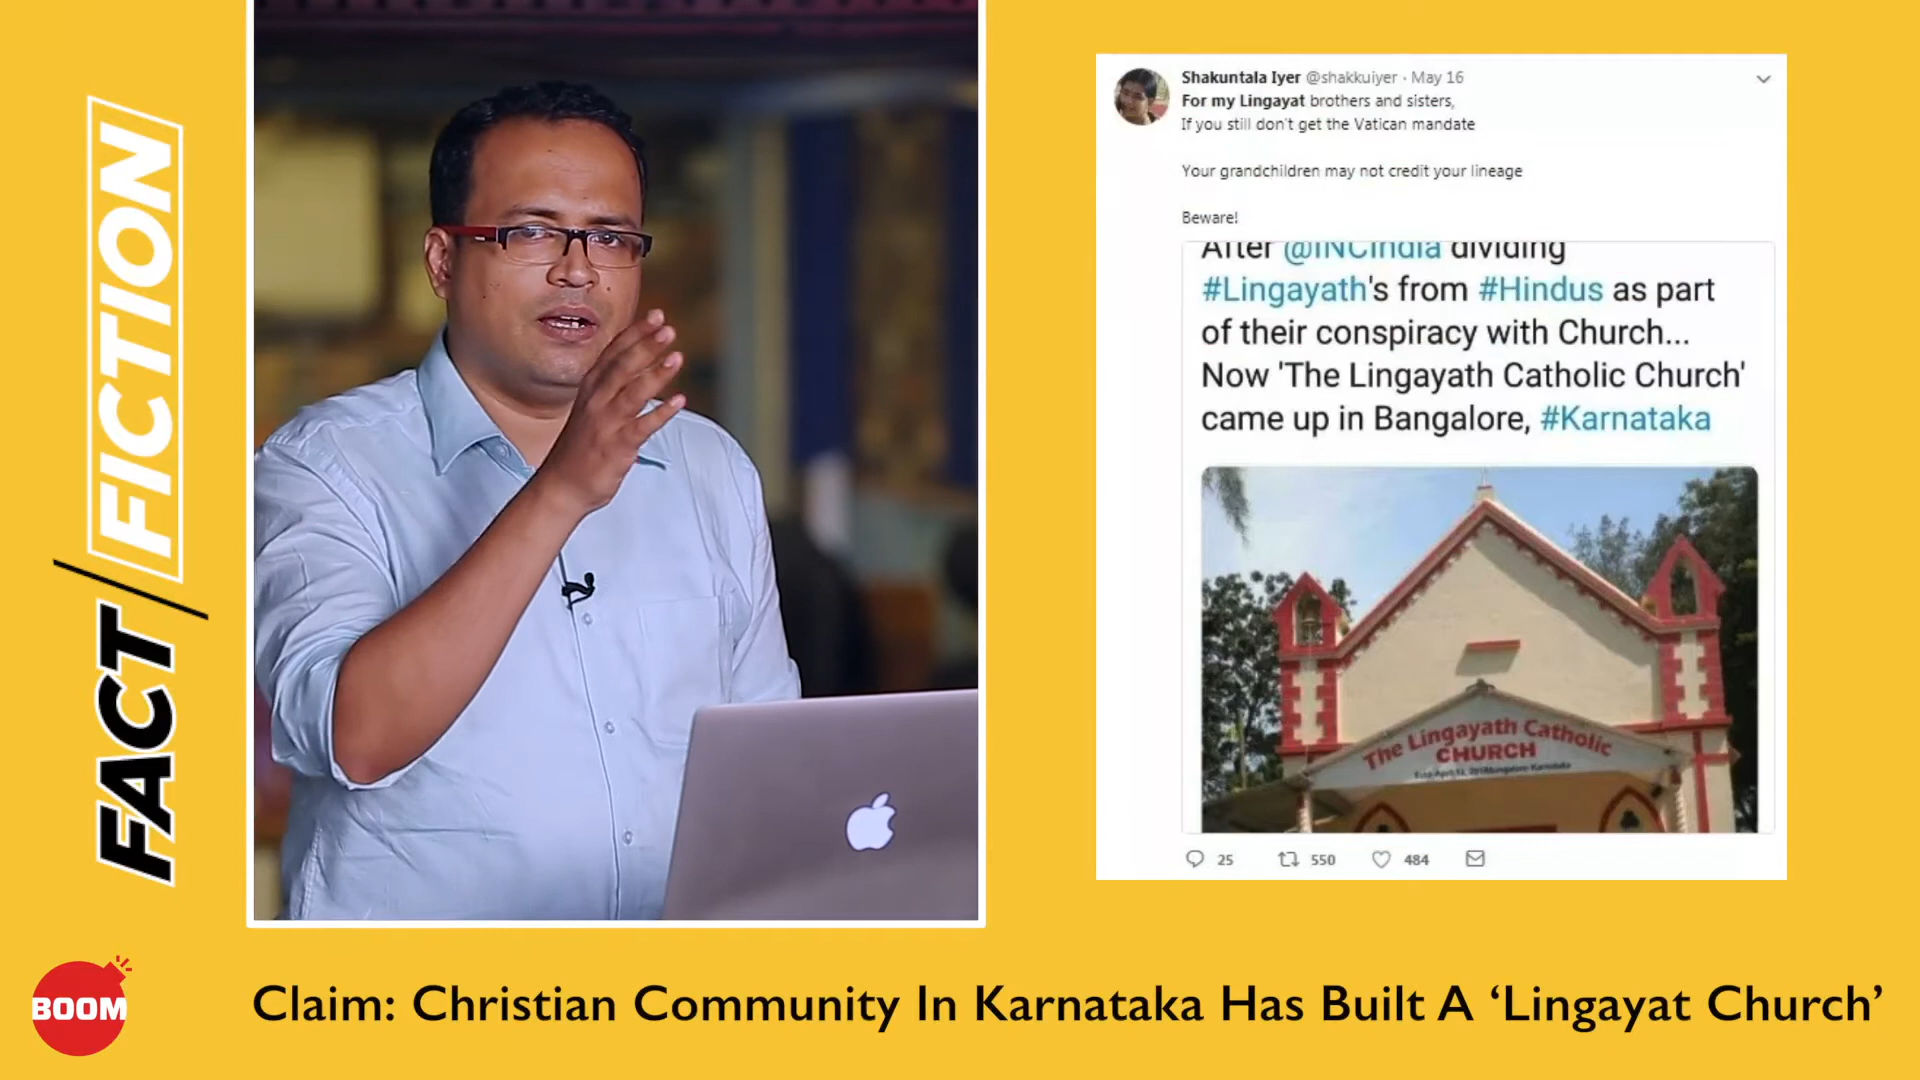 FACT
FICTION
Shakuntala Iyer @shakkuiyer · May 16
For my Lingayat brothers and sisters,
If you still don't get the Vatican mandate
Your grandchildren may not credit your lineage
Beware!
After @INCIndia dividing
#Lingayath's from #Hindus as part
of their conspiracy with Church...
Now 'The Lingayath Catholic Church'
came up in Bangalore, #Karnataka
The Lingayath Catholic
CHURCH
25 550 484
BOOM
Claim: Christian Community In Karnataka Has Built A ‘Lingayat Church’